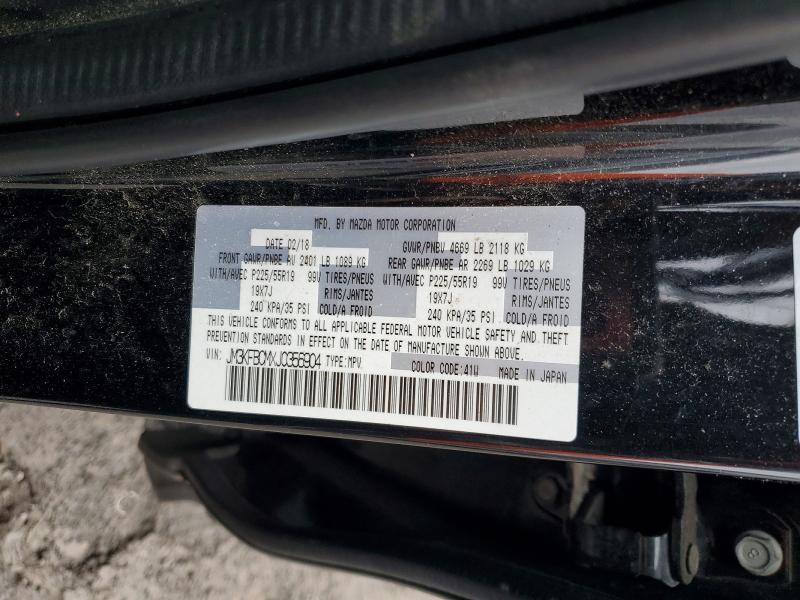 MFD. BY MAZDA MOTOR CORPORATION
DATE 02/18 GVWR/PNBV 4669 LB 2118 KG
FRONT GAWR/PNBE AV 2401 LB 1089 KG REAR GAWR/PNBE AR 2269 LB 1029 KG
WITH/AVEC P225/55R19 99V TIRES/PNEUS WITH/AVEC P225/55R19 99V TIRES/PNEUS
19X7J RIMS/JANTES 19X7J RIMS/JANTES
240 KPA/35 PSI COLD/A FROID 240 KPA/35 PSI COLD/A FROID
THIS VEHICLE CONFORMS TO ALL APPLICABLE FEDERAL MOTOR VEHICLE SAFETY AND THEFT
PREVENTION STANDARDS IN EFFECT ON THE DATE OF MANUFACTURE SHOWN ABOVE.
VIN: JM3KFBCMXJ0356904 TYPE:MPV COLOR CODE:41W MADE IN JAPAN
8